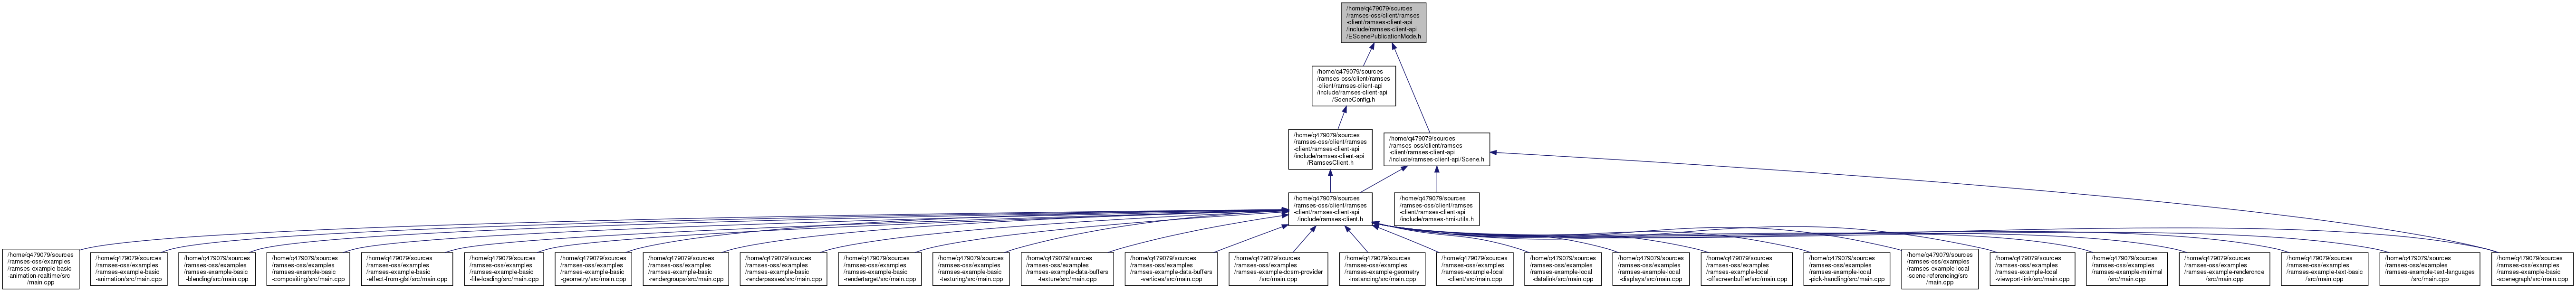 /home/q479079/sources
/ramses-oss/client/ramses
-client/ramses-client-api
/include/ramses-client-api
/EScenePublicationMode.h
/home/q479079/sources
/ramses-oss/client/ramses
-client/ramses-client-api
/include/ramses-client-api
/SceneConfig.h
/home/q479079/sources
/ramses-oss/client/ramses
-client/ramses-client-api
/include/ramses-client-api
/RamsesClient.h
/home/q479079/sources
/ramses-oss/client/ramses
-client/ramses-client-api
/include/ramses-client-api/Scene.h
/home/q479079/sources
/ramses-oss/client/ramses
-client/ramses-client-api
/include/ramses-client.h
/home/q479079/sources
/ramses-oss/client/ramses
-client/ramses-client-api
/include/ramses-hmi-utils.h
/home/q479079/sources
/ramses-oss/examples
/ramses-example-basic
-animation-realtime/src
/main.cpp
/home/q479079/sources
/ramses-oss/examples
/ramses-example-basic
-animation/src/main.cpp
/home/q479079/sources
/ramses-oss/examples
/ramses-example-basic
-blending/src/main.cpp
/home/q479079/sources
/ramses-oss/examples
/ramses-example-basic
-compositing/src/main.cpp
/home/q479079/sources
/ramses-oss/examples
/ramses-example-basic
-effect-from-glsl/src/main.cpp
/home/q479079/sources
/ramses-oss/examples
/ramses-example-basic
-file-loading/src/main.cpp
/home/q479079/sources
/ramses-oss/examples
/ramses-example-basic
-geometry/src/main.cpp
/home/q479079/sources
/ramses-oss/examples
/ramses-example-basic
-rendergroups/src/main.cpp
/home/q479079/sources
/ramses-oss/examples
/ramses-example-basic
-renderpasses/src/main.cpp
/home/q479079/sources
/ramses-oss/examples
/ramses-example-basic
-rendertarget/src/main.cpp
/home/q479079/sources
/ramses-oss/examples
/ramses-example-basic
-texturing/src/main.cpp
/home/q479079/sources
/ramses-oss/examples
/ramses-example-data-buffers
-texture/src/main.cpp
/home/q479079/sources
/ramses-oss/examples
/ramses-example-data-buffers
-vertices/src/main.cpp
/home/q479079/sources
/ramses-oss/examples
/ramses-example-dcsm-provider
/src/main.cpp
/home/q479079/sources
/ramses-oss/examples
/ramses-example-geometry
-instancing/src/main.cpp
/home/q479079/sources
/ramses-oss/examples
/ramses-example-local
-client/src/main.cpp
/home/q479079/sources
/ramses-oss/examples
/ramses-example-local
-datalink/src/main.cpp
/home/q479079/sources
/ramses-oss/examples
/ramses-example-local
-displays/src/main.cpp
/home/q479079/sources
/ramses-oss/examples
/ramses-example-local
-offscreenbuffer/src/main.cpp
/home/q479079/sources
/ramses-oss/examples
/ramses-example-local
-pick-handling/src/main.cpp
/home/q479079/sources
/ramses-oss/examples
/ramses-example-local
-scene-referencing/src
/main.cpp
/home/q479079/sources
/ramses-oss/examples
/ramses-example-local
-viewport-link/src/main.cpp
/home/q479079/sources
/ramses-oss/examples
/ramses-example-minimal
/src/main.cpp
/home/q479079/sources
/ramses-oss/examples
/ramses-example-renderonce
/src/main.cpp
/home/q479079/sources
/ramses-oss/examples
/ramses-example-text-basic
/src/main.cpp
/home/q479079/sources
/ramses-oss/examples
/ramses-example-text-languages
/src/main.cpp
/home/q479079/sources
/ramses-oss/examples
/ramses-example-basic
-scenegraph/src/main.cpp